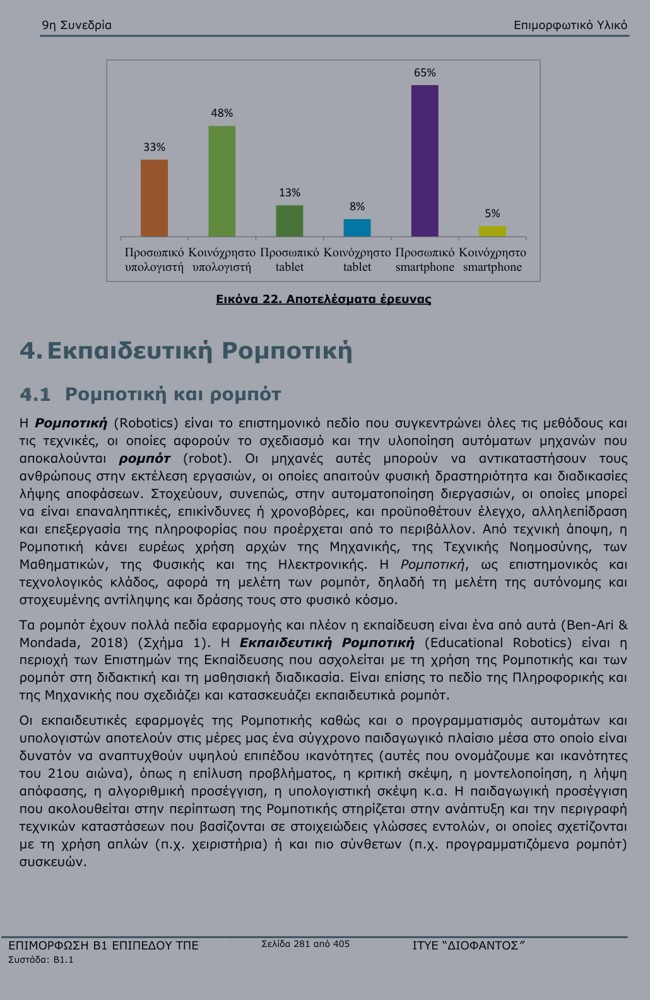 9η Συνεδρία Επιμορφωτικό Υλικό
65%
48%
33%
13%
8%
5%
Προσωπικό Κοινόχρηστο Προσωπικό Κοινόχρηστο Προσωπικό Κοινόχρηστο
υπολογιστή υπολογιστή tablet tablet smartphone smartphone
Εικόνα 22. Αποτελέσματα έρευνας
4. Εκπαιδευτική Ρομποτική
4.1 Ρομποτική και ρομπότ
Η Ρομποτική (Robotics) είναι το επιστημονικό πεδίο που συγκεντρώνει όλες τις μεθόδους και
τις τεχνικές, οι οποίες αφορούν το σχεδιασμό και την υλοποίηση αυτόματων μηχανών που
αποκαλούνται ρομπότ (robot). Οι μηχανές αυτές μπορούν να αντικαταστήσουν τους
ανθρώπους στην εκτέλεση εργασιών, οι οποίες απαιτούν φυσική δραστηριότητα και διαδικασίες
λήψης αποφάσεων. Στοχεύουν, συνεπώς, στην αυτοματοποίηση διεργασιών, οι οποίες μπορεί
να είναι επαναληπτικές, επικίνδυνες ή χρονοβόρες, και προϋποθέτουν έλεγχο, αλληλεπίδραση
και επεξεργασία της πληροφορίας που προέρχεται από το περιβάλλον. Από τεχνική άποψη, η
Ρομποτική κάνει ευρέως χρήση αρχών της Μηχανικής, της Τεχνικής Νοημοσύνης, των
Μαθηματικών, της Φυσικής και της Ηλεκτρονικής. Η Ρομποτική, ως επιστημονικός και
τεχνολογικός κλάδος, αφορά τη μελέτη των ρομπότ, δηλαδή τη μελέτη της αυτόνομης και
στοχευμένης αντίληψης και δράσης τους στο φυσικό κόσμο.
Τα ρομπότ έχουν πολλά πεδία εφαρμογής και πλέον η εκπαίδευση είναι ένα από αυτά (Ben-Ari &
Mondada, 2018) (Σχήμα 1). Η Εκπαιδευτική Ρομποτική (Educational Robotics) είναι η
περιοχή των Επιστημών της Εκπαίδευσης που ασχολείται με τη χρήση της Ρομποτικής και των
ρομπότ στη διδακτική και τη μαθησιακή διαδικασία. Είναι επίσης το πεδίο της Πληροφορικής και
της Μηχανικής που σχεδιάζει και κατασκευάζει εκπαιδευτικά ρομπότ.
Οι εκπαιδευτικές εφαρμογές της Ρομποτικής καθώς και ο προγραμματισμός αυτομάτων και
υπολογιστών αποτελούν στις μέρες μας ένα σύγχρονο παιδαγωγικό πλαίσιο μέσα στο οποίο είναι
δυνατόν να αναπτυχθούν υψηλού επιπέδου ικανότητες (αυτές που ονομάζουμε και ικανότητες
του 21ου αιώνα), όπως η επίλυση προβλήματος, η κριτική σκέψη, η μοντελοποίηση, η λήψη
απόφασης, η αλγοριθμική προσέγγιση, η υπολογιστική σκέψη κ.α. Η παιδαγωγική προσέγγιση
που ακολουθείται στην περίπτωση της Ρομποτικής στηρίζεται στην ανάπτυξη και την περιγραφή
τεχνικών καταστάσεων που βασίζονται σε στοιχειώδεις γλώσσες εντολών, οι οποίες σχετίζονται
με τη χρήση απλών (π.χ. χειριστήρια) ή και πιο σύνθετων (π.χ. προγραμματιζόμενα ρομπότ)
συσκευών.
ΕΠΙΜΟΡΦΩΣΗ Β1 ΕΠΙΠΕΔΟΥ ΤΠΕ Σελίδα 281 από 405 ΙΤΥΕ “ΔΙΟΦΑΝΤΟΣ”
Συστάδα: Β1.1